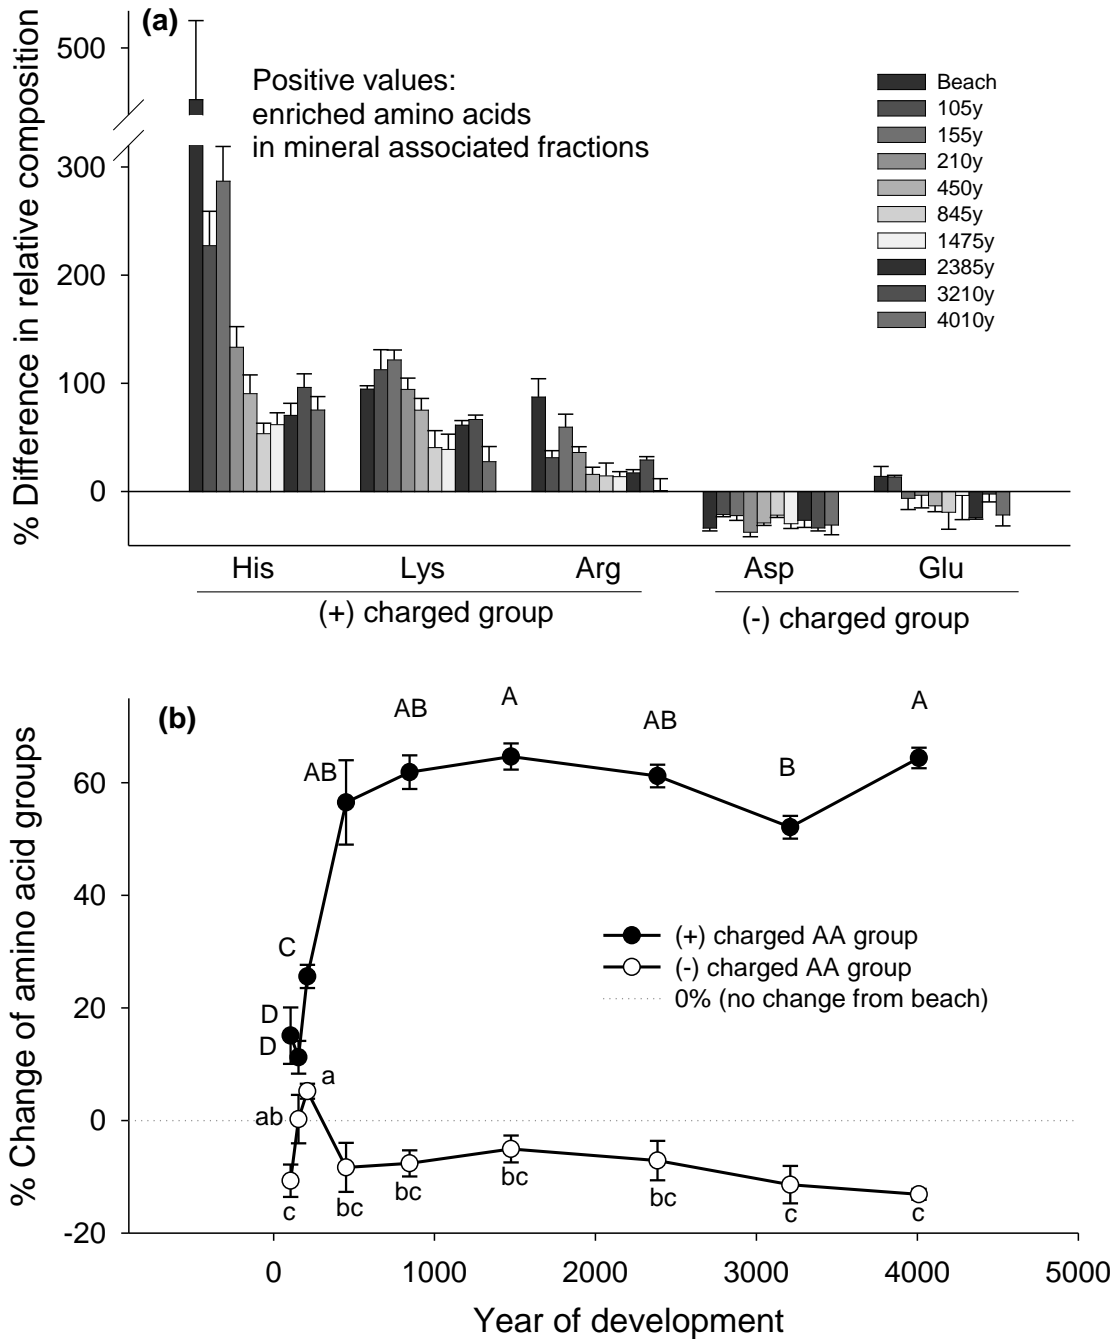 (a)
% Difference in relative composition
500
300
200
100
0
Positive values:
enriched amino acids
in mineral associated fractions
Beach
105y
155y
210y
450y
845y
1475y
2385y
3210y
4010y
His Lys Arg Asp Glu
(+) charged group (-) charged group
(b)
% Change of amino acid groups
60
40
20
0
-20
AB A AB A
AB B
C
D
D
a
ab
c bc bc bc bc c c
(+) charged AA group
(-) charged AA group
0% (no change from beach)
0 1000 2000 3000 4000 5000
Year of development